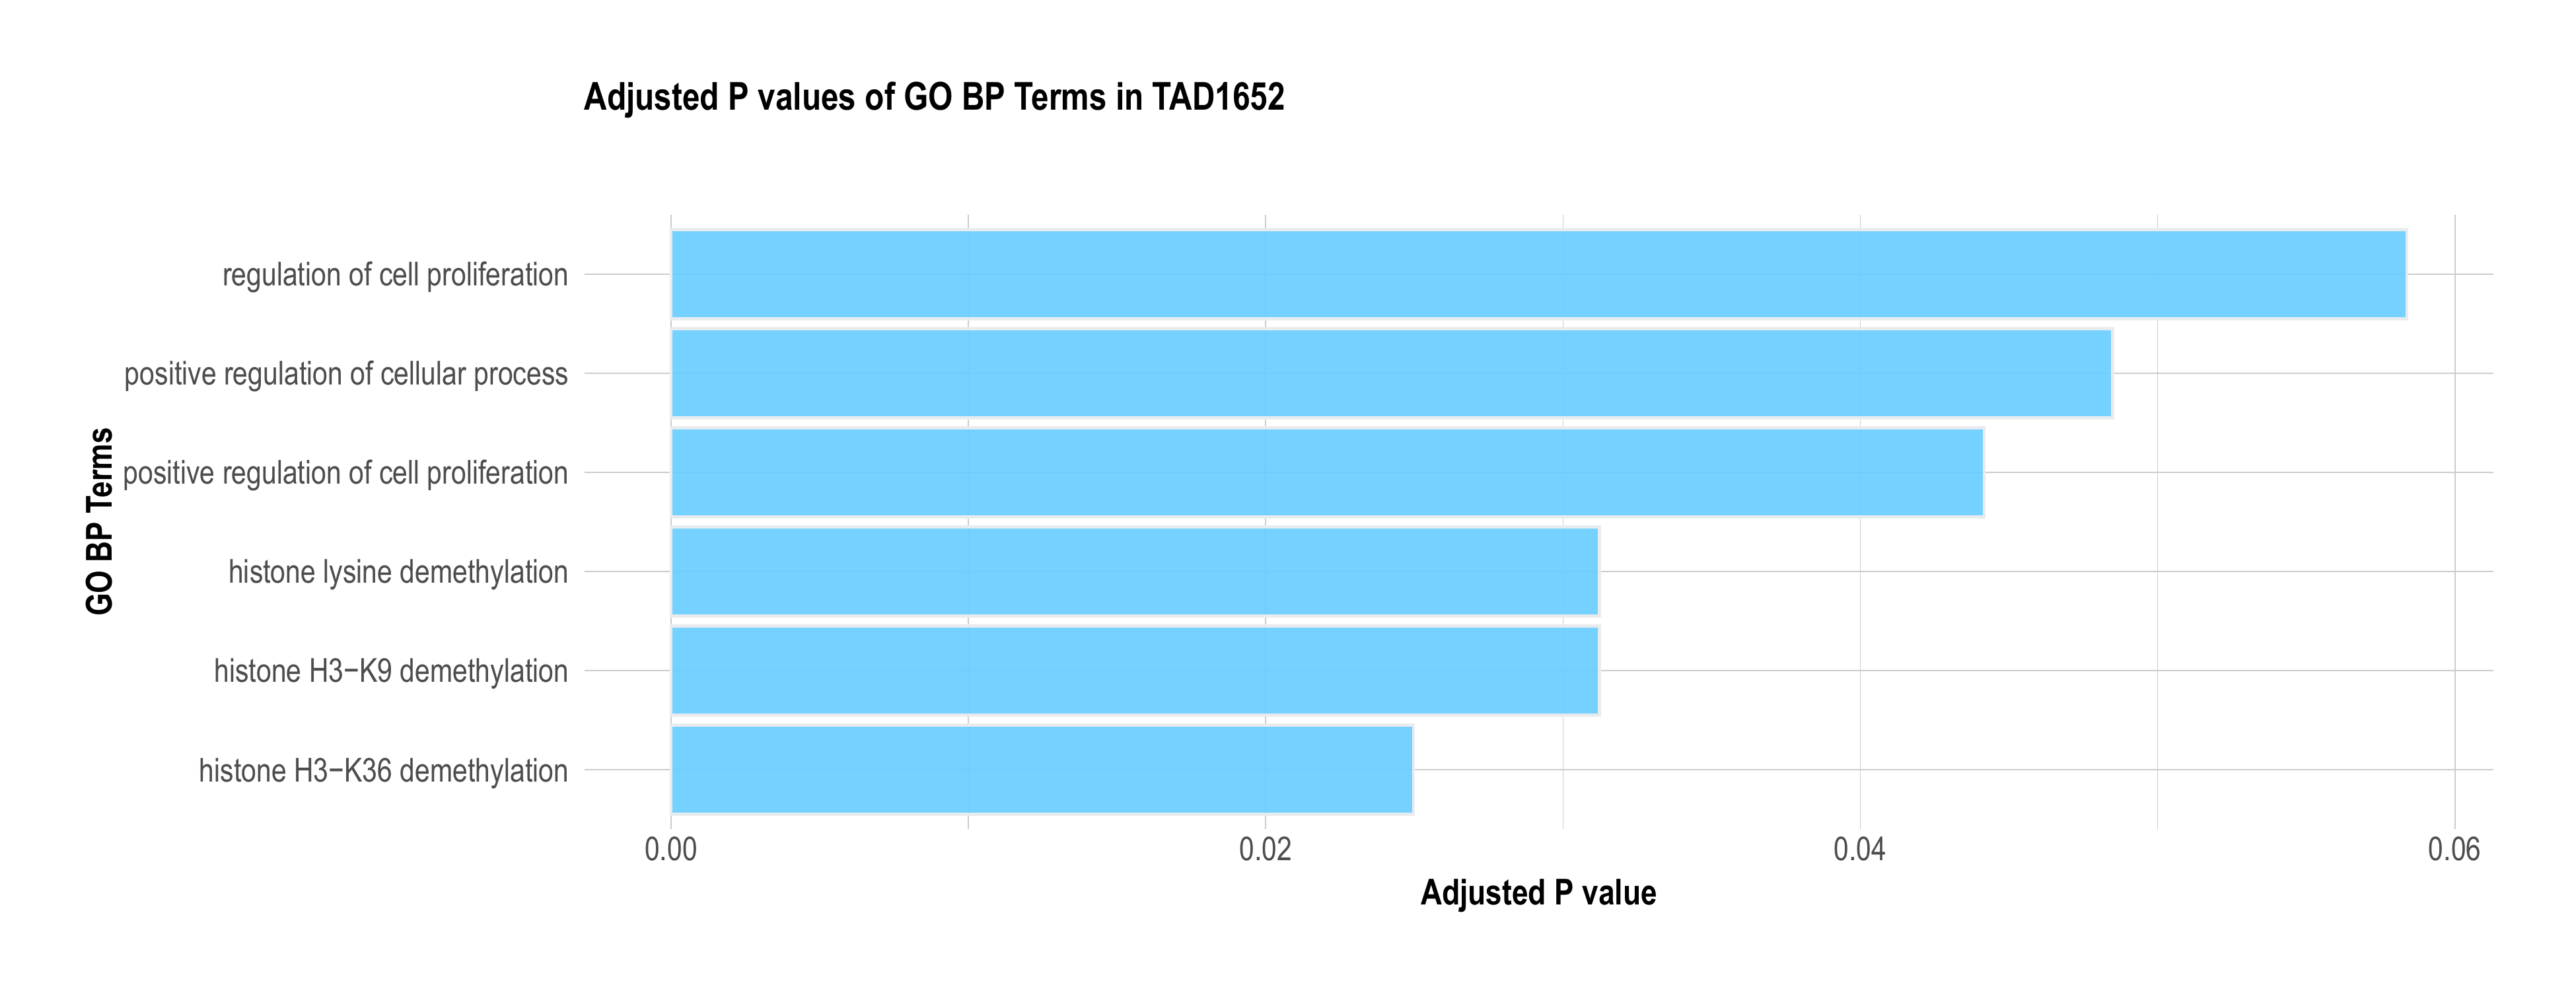 Adjusted P values of GO BP Terms in TAD1652
GO BP Terms
regulation of cell proliferation
positive regulation of cellular process
positive regulation of cell proliferation
histone lysine demethylation
histone H3−K9 demethylation
histone H3−K36 demethylation
0.00 0.02 0.04 0.06
Adjusted P value